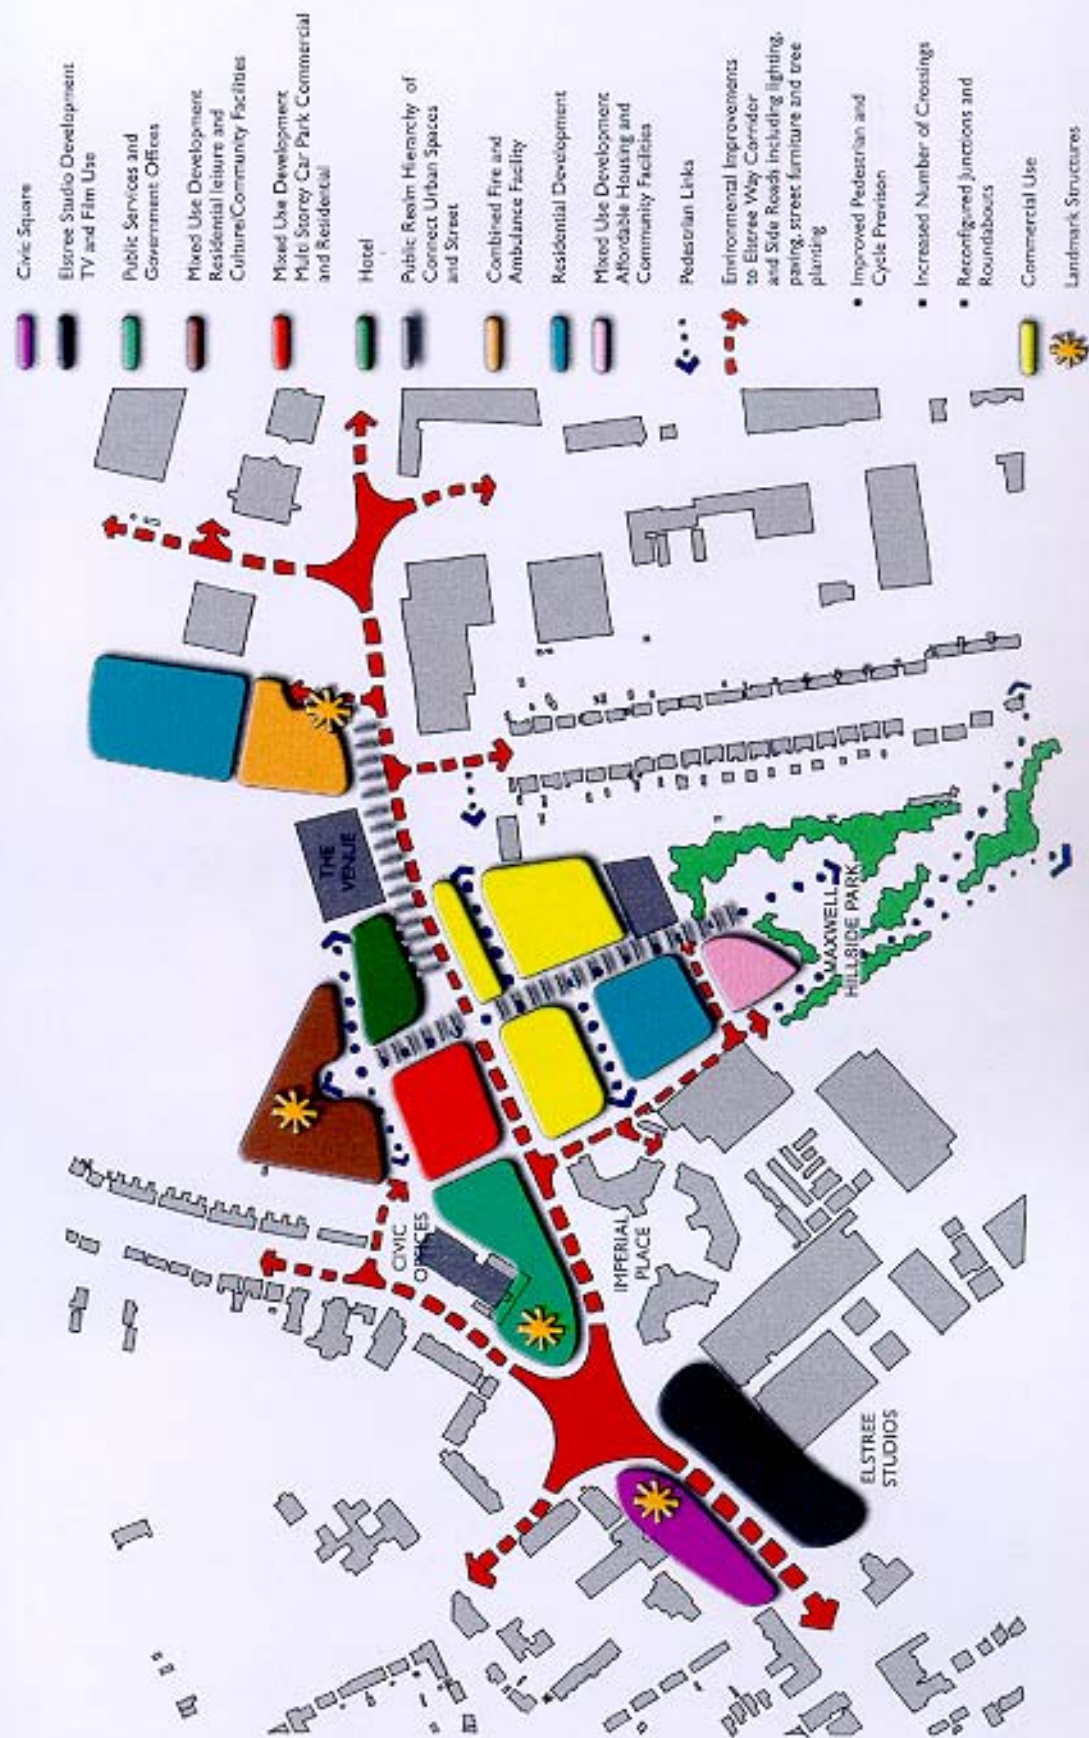 Civic Square
Elstree Studio Development
TV and Film Use
Public Services and
Government Offices
Mixed Use Development
Residential leisure and
Culture/Community Facilities
Mixed Use Development
Multi Storey Car Park Commercial
and Residential
Hotel
Public Realm Hierarchy of
Connect Urban Spaces
and Street
Combined Fire and
Ambulance Facility
Residential Development
Mixed Use Development
Affordable Housing and
Community Facilities
Pedestrian Links
Environmental Improvements
to Elstree Way Corridor
and Side Roads including lighting,
paving, street furniture and tree
planting
• Improved Pedestrian and
Cycle Provison
• Increased Number of Crossings
• Reconfigured Junctions and
Roundabouts
Commercial Use
Landmark Structures
THE
VENUE
CIVIC
OFFICES
IMPERIAL
PLACE
MAXWELL
HILLSIDE PARK
ELSTREE
STUDIOS